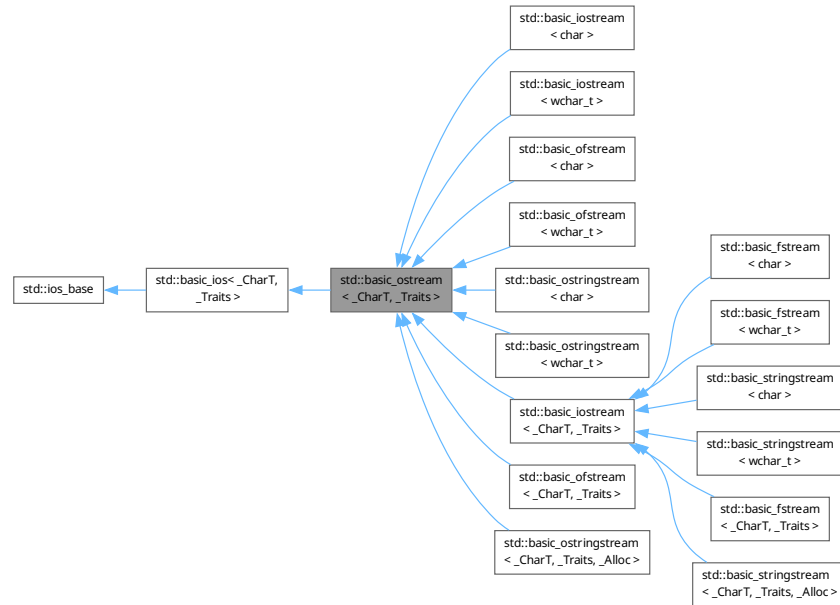 std::ios_base
std::basic_ios< _CharT,
_Traits >
std::basic_ostream
< _CharT, _Traits >
std::basic_iostream
< char >
std::basic_iostream
< wchar_t >
std::basic_ofstream
< char >
std::basic_ofstream
< wchar_t >
std::basic_ostringstream
< char >
std::basic_ostringstream
< wchar_t >
std::basic_iostream
< _CharT, _Traits >
std::basic_ofstream
< _CharT, _Traits >
std::basic_ostringstream
< _CharT, _Traits, _Alloc >
std::basic_fstream
< char >
std::basic_fstream
< wchar_t >
std::basic_stringstream
< char >
std::basic_stringstream
< wchar_t >
std::basic_fstream
< _CharT, _Traits >
std::basic_stringstream
< _CharT, _Traits, _Alloc >